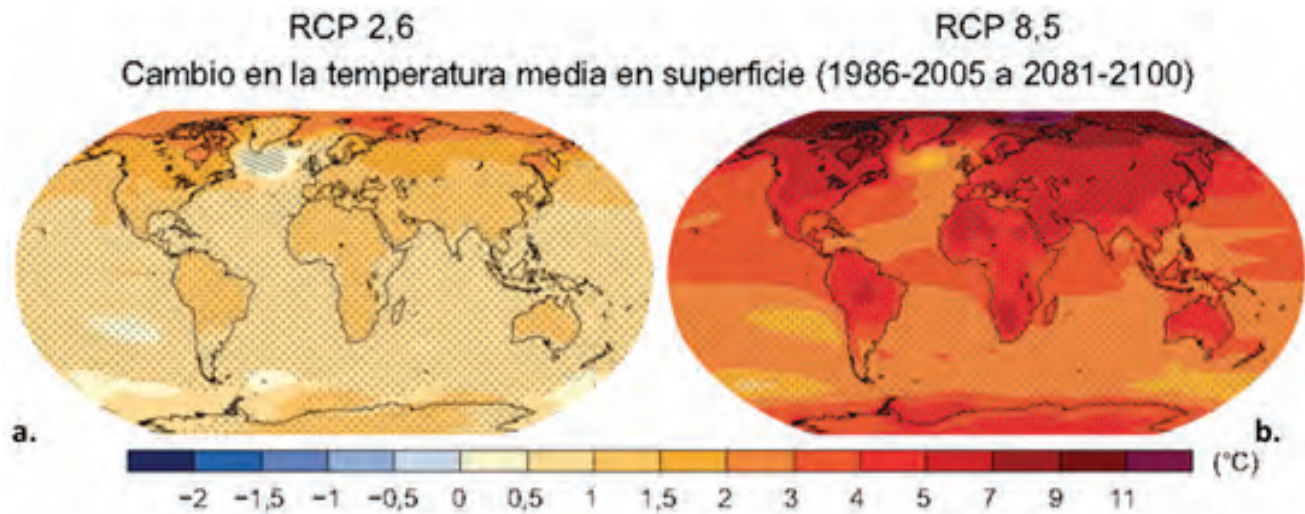 RCP 2,6 RCP 8,5
Cambio en la temperatura media en superficie (1986-2005 a 2081-2100)
a. b.
(°C)
−2 −1,5 −1 −0,5 0 0,5 1 1,5 2 3 4 5 7 9 11